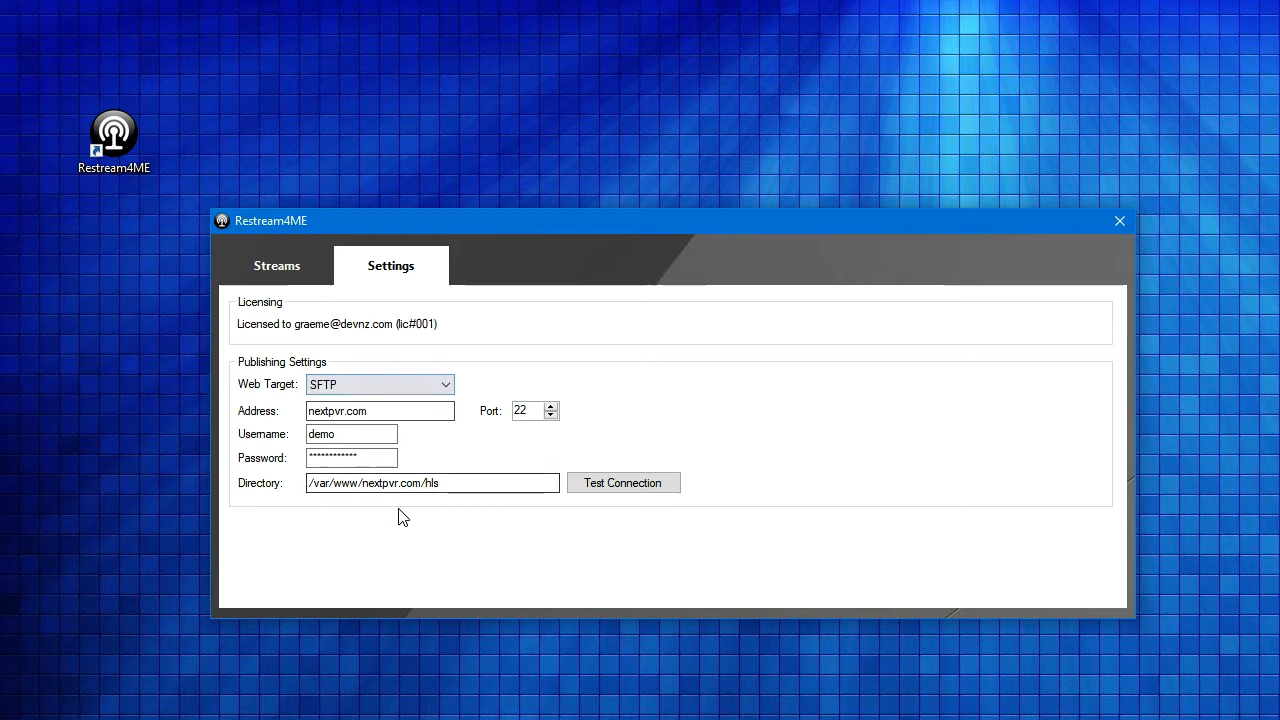 Restream4ME
Restream4ME
Streams Settings
Licensing
Licensed to graeme@devnz.com (lic#001)
Publishing Settings
Web Target: SFTP
Address: nextpvr.com Port: 22
Username: demo
Password: ************
Directory: /var/www/nextpvr.com/hls Test Connection